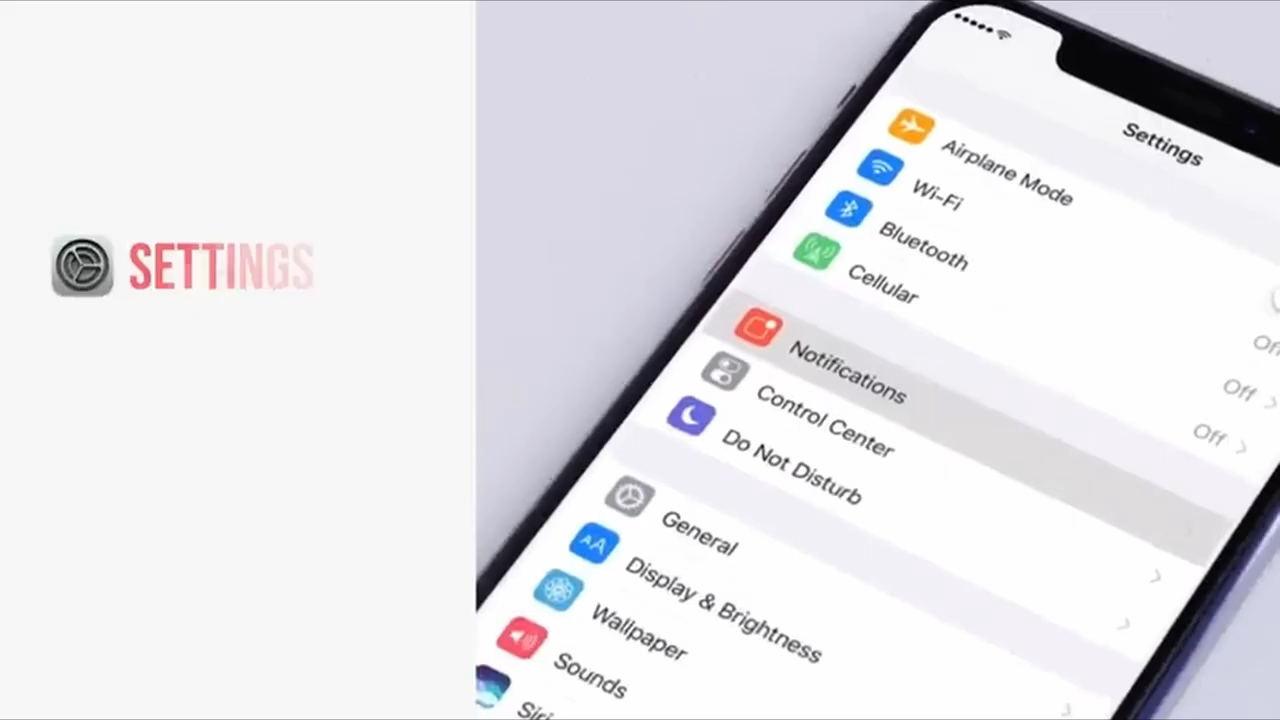 SETTINGS
Settings
Airplane Mode
Wi-Fi
Off
Bluetooth
Off
Cellular
Off
Notifications
Control Center
Do Not Disturb
General
Display & Brightness
Wallpaper
Sounds
Siri